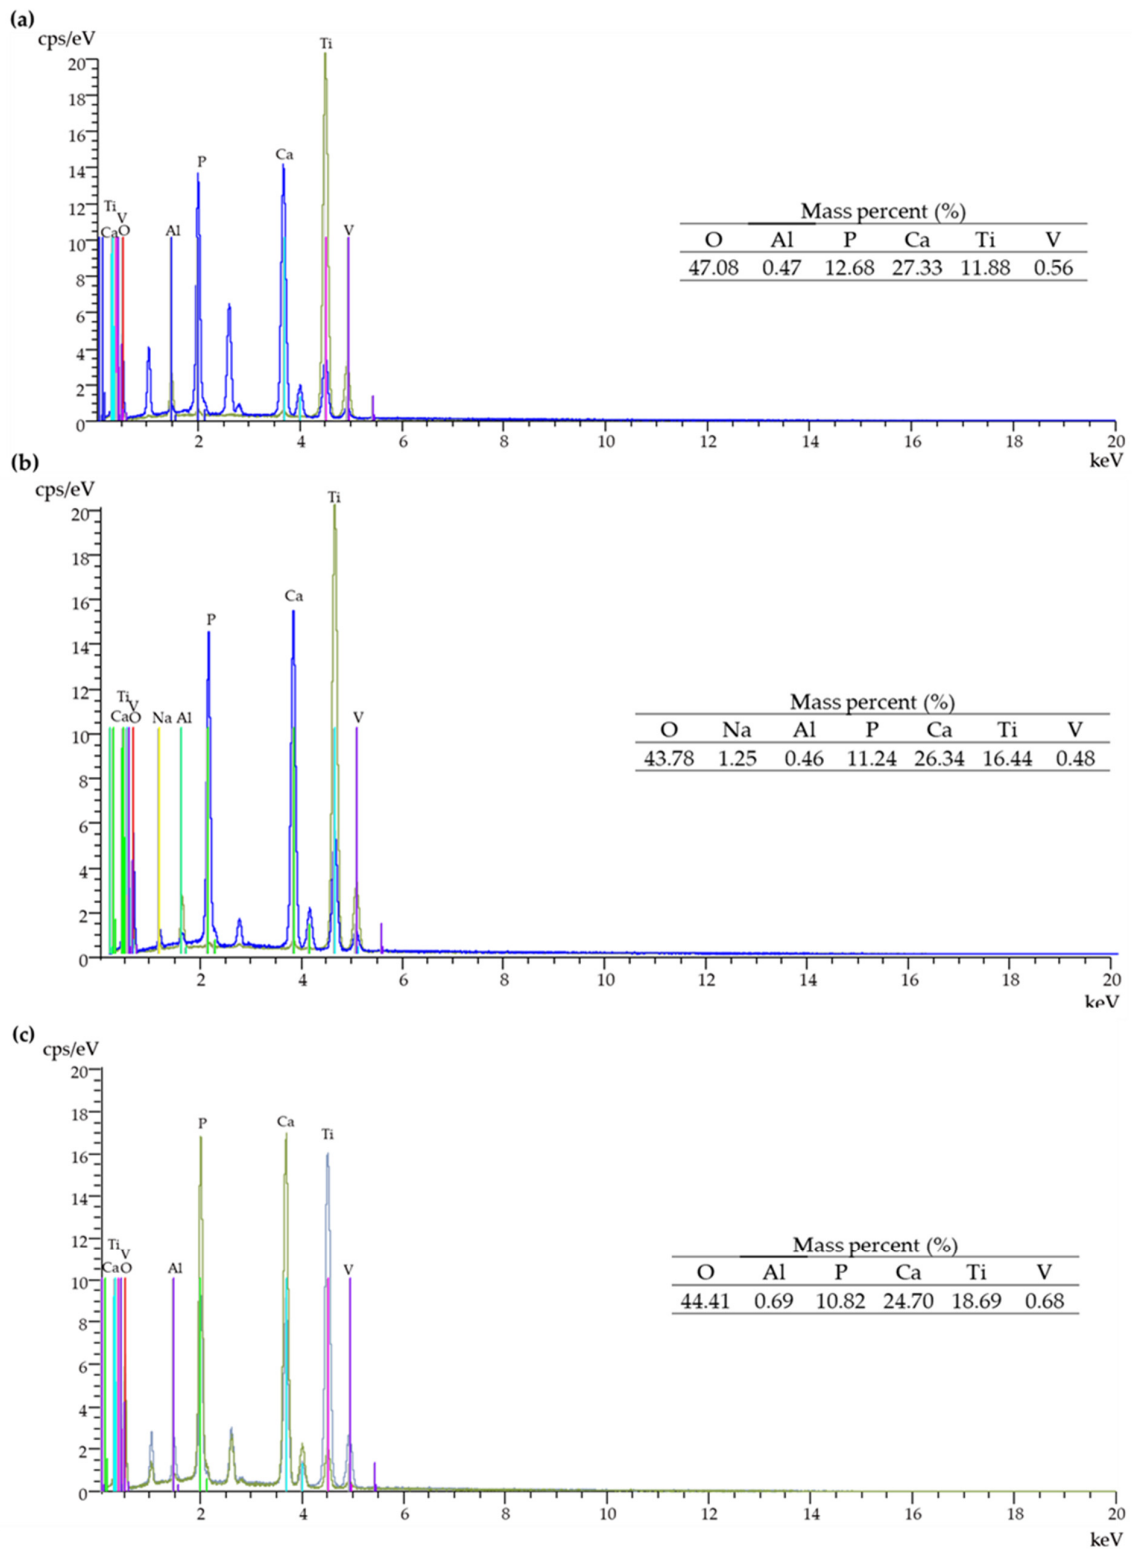 (a)
cps/eV
Ti
20
18
16
P
Ca
14
Ti
12
V
CaO
Al
V
10
8
6
4
2
0
2 4 6 8 10 12 14 16 18 20
keV
Mass percent (%)
O Al P Ca Ti V
47.08 0.47 12.68 27.33 11.88 0.56
(b)
cps/eV
Ti
20
18
Ca
16
P
14
Ti
12
V
CaO
Na Al
V
10
8
6
4
2
0
2 4 6 8 10 12 14 16 18 20
keV
Mass percent (%)
O Na Al P Ca Ti V
43.78 1.25 0.46 11.24 26.34 16.44 0.48
(c)
cps/eV
20
18
P
Ca
Ti
16
14
12
Ti
V
CaO
Al
V
10
8
6
4
2
0
2 4 6 8 10 12 14 16 18 20
keV
Mass percent (%)
O Al P Ca Ti V
44.41 0.69 10.82 24.70 18.69 0.68